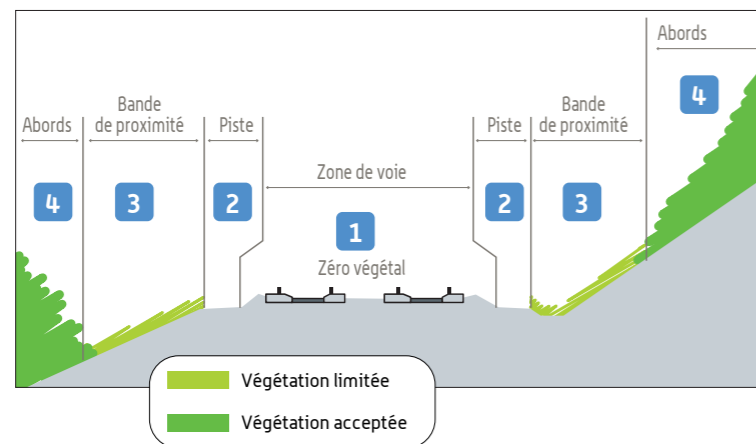 Abords
4
Bande
de proximité
3
Piste
2
Zone de voie
1
Zéro végétal
Piste
2
Bande
de proximité
3
Abords
4
Végétation limitée
Végétation acceptée